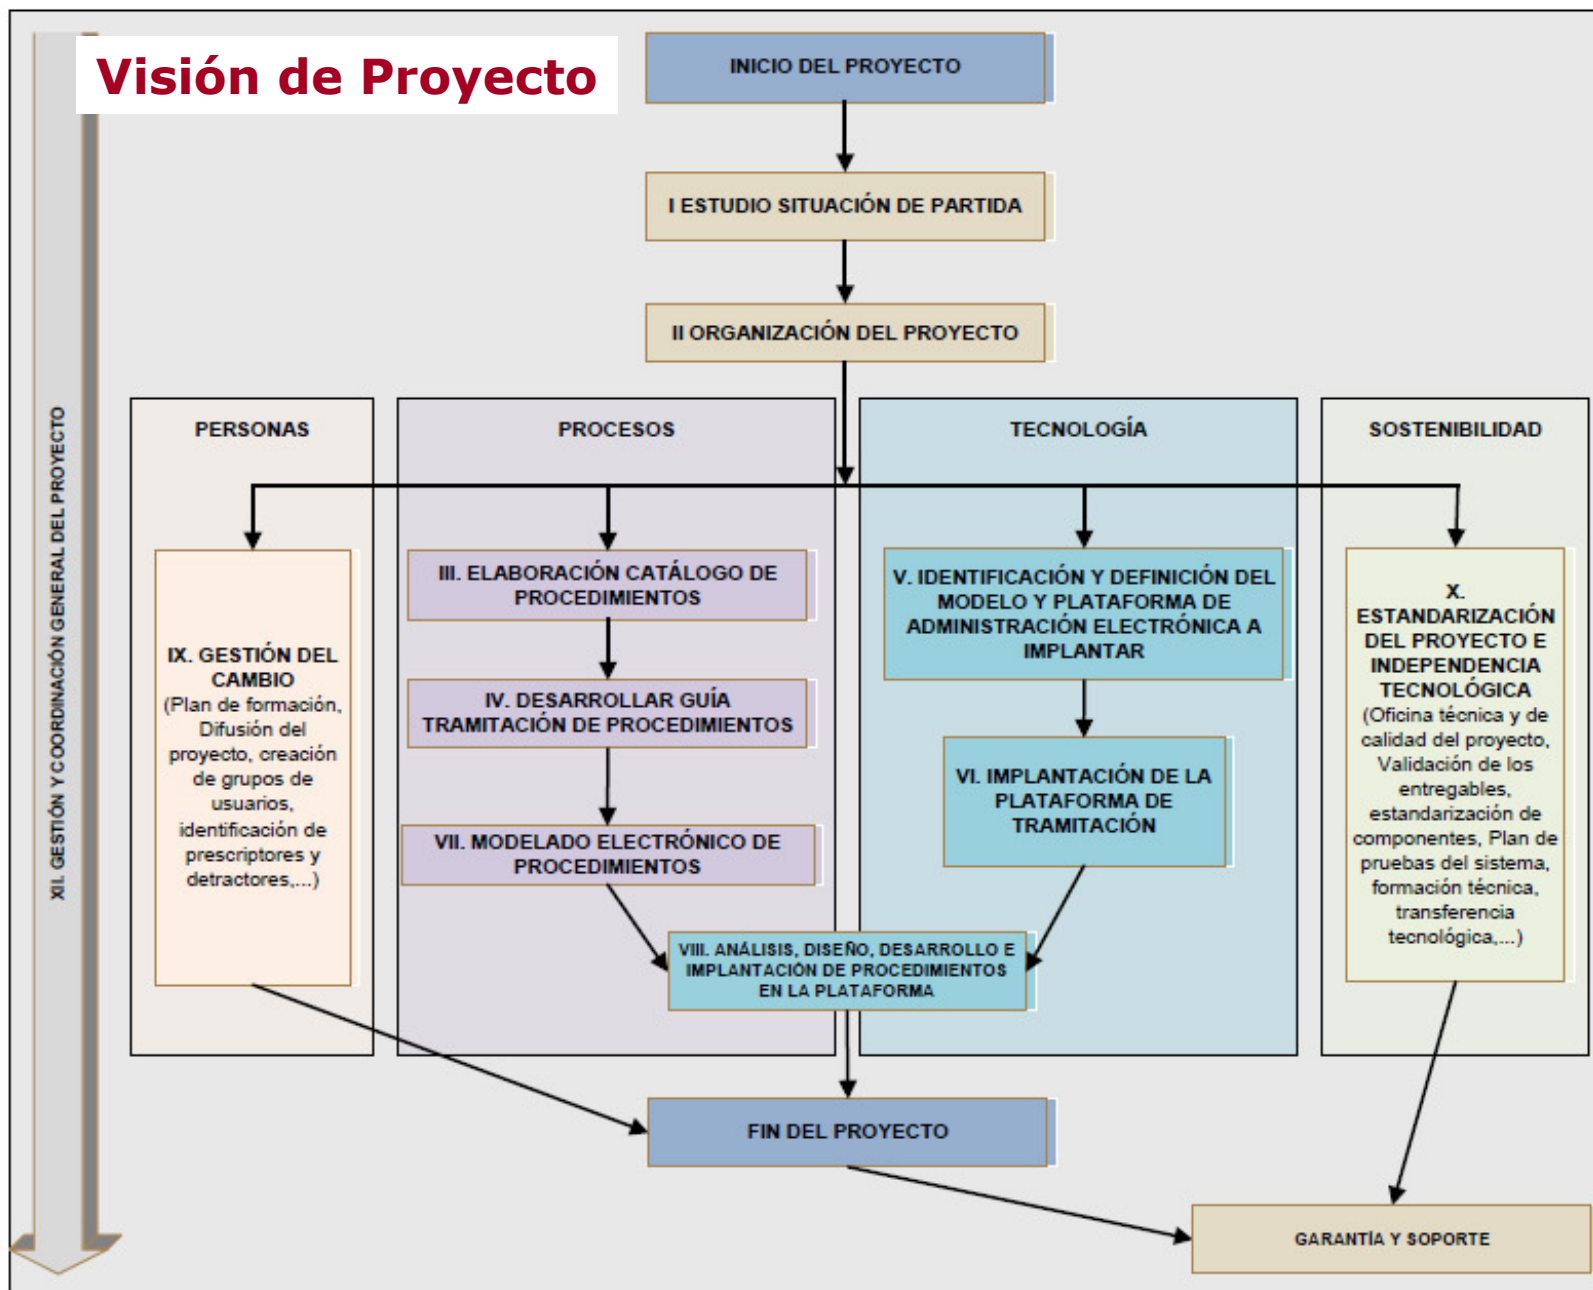 Visión de Proyecto
INICIO DEL PROYECTO
I ESTUDIO SITUACIÓN DE PARTIDA
II ORGANIZACIÓN DEL PROYECTO
XII. GESTIÓN Y COORDINACIÓN GENERAL DEL PROYECTO
PERSONAS
IX. GESTIÓN DEL
CAMBIO
(Plan de formación,
Difusión del
proyecto, creación
de grupos de
usuarios,
identificación de
prescriptores y
detractores,...)
PROCESOS
III. ELABORACIÓN CATÁLOGO DE
PROCEDIMIENTOS
IV. DESARROLLAR GUÍA
TRAMITACIÓN DE PROCEDIMIENTOS
VII. MODELADO ELECTRÓNICO DE
PROCEDIMIENTOS
TECNOLOGÍA
V. IDENTIFICACIÓN Y DEFINICIÓN DEL
MODELO Y PLATAFORMA DE
ADMINISTRACIÓN ELECTRÓNICA A
IMPLANTAR
VI. IMPLANTACIÓN DE LA
PLATAFORMA DE
TRAMITACIÓN
VIII. ANÁLISIS, DISEÑO, DESARROLLO E
IMPLANTACIÓN DE PROCEDIMIENTOS
EN LA PLATAFORMA
SOSTENIBILIDAD
X.
ESTANDARIZACIÓN
DEL PROYECTO E
INDEPENDENCIA
TECNOLÓGICA
(Oficina técnica y de
calidad del proyecto,
Validación de los
entregables,
estandarización de
componentes, Plan de
pruebas del sistema,
formación técnica,
transferencia
tecnológica,...)
FIN DEL PROYECTO
GARANTÍA Y SOPORTE